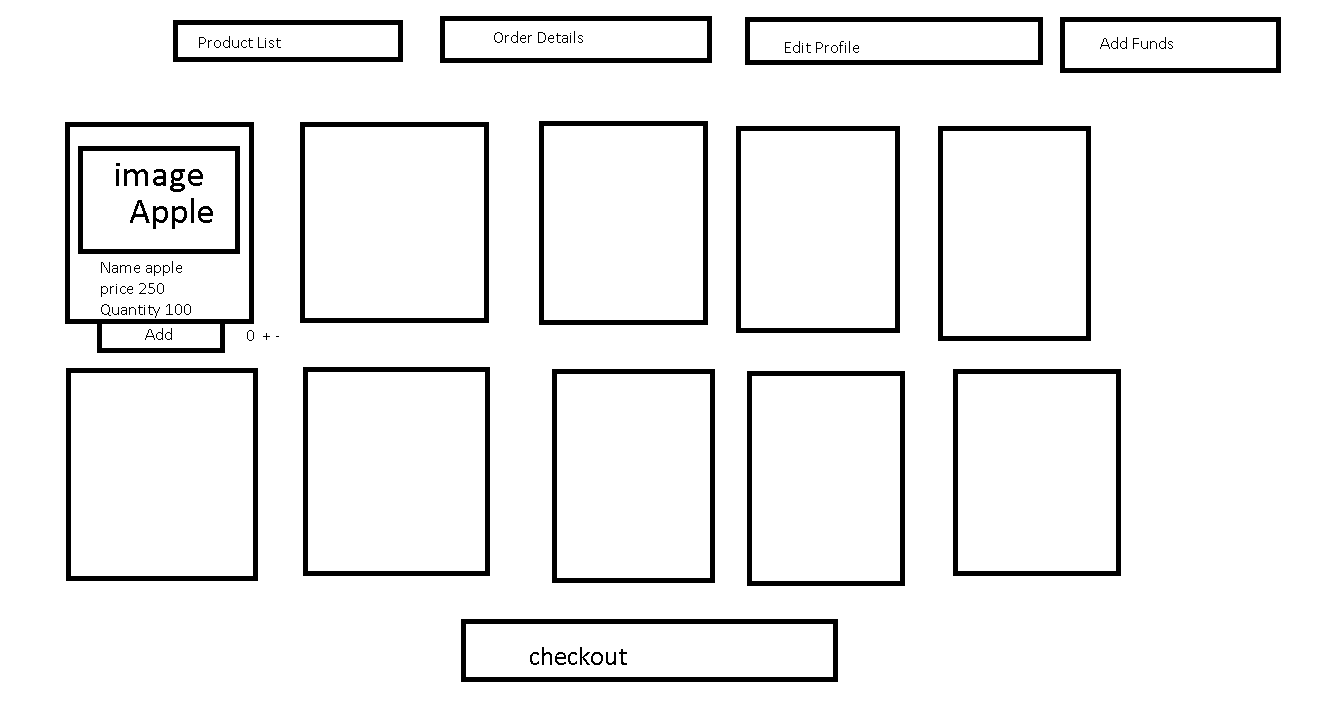 Product List
Order Details
Edit Profile
Add Funds
image
Apple
Name apple
price 250
Quantity 100
Add
0 + -
checkout